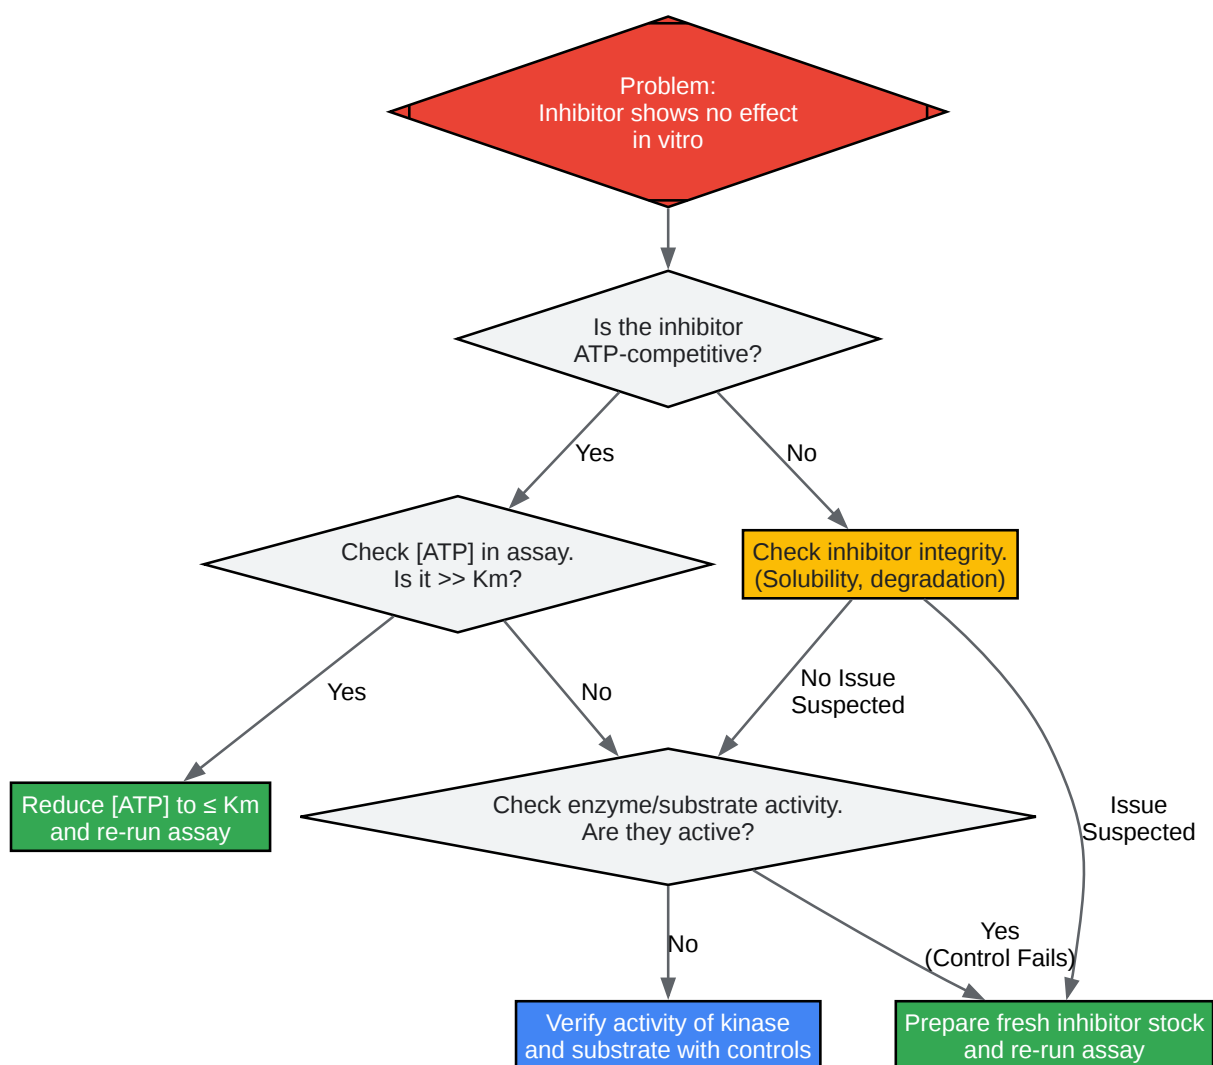 Problem:
Inhibitor shows no effect
in vitro
Is the inhibitor
ATP-competitive?
Yes
No
Check [ATP] in assay.
Is it >> Km?
Check inhibitor integrity.
(Solubility, degradation)
Yes
No
No Issue
Suspected
Reduce [ATP] to ≤ Km
and re-run assay
Check enzyme/substrate activity.
Are they active?
Issue
Suspected
No
Yes
(Control Fails)
Verify activity of kinase
and substrate with controls
Prepare fresh inhibitor stock
and re-run assay